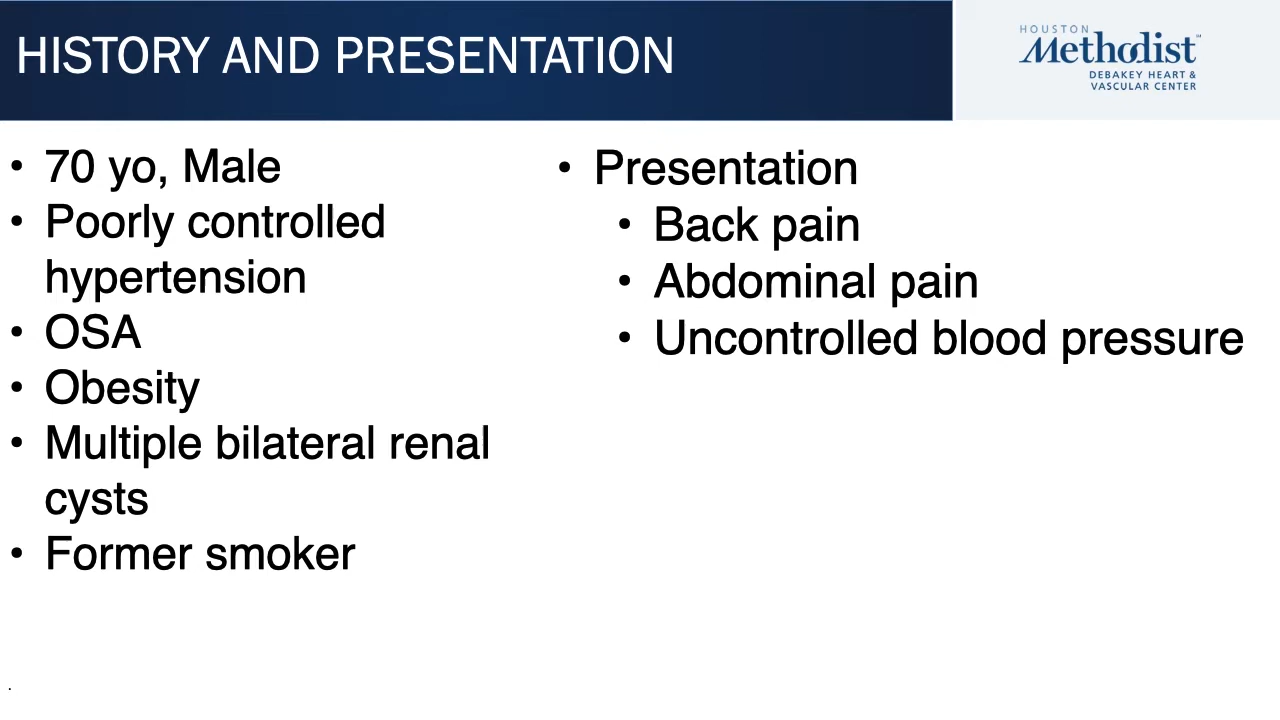 HISTORY AND PRESENTATION
HOUSTON
Methodist
DEBAKEY HEART &
VASCULAR CENTER
• 70 yo, Male
• Poorly controlled
hypertension
• OSA
• Obesity
• Multiple bilateral renal
cysts
• Former smoker
• Presentation
• Back pain
• Abdominal pain
• Uncontrolled blood pressure
.